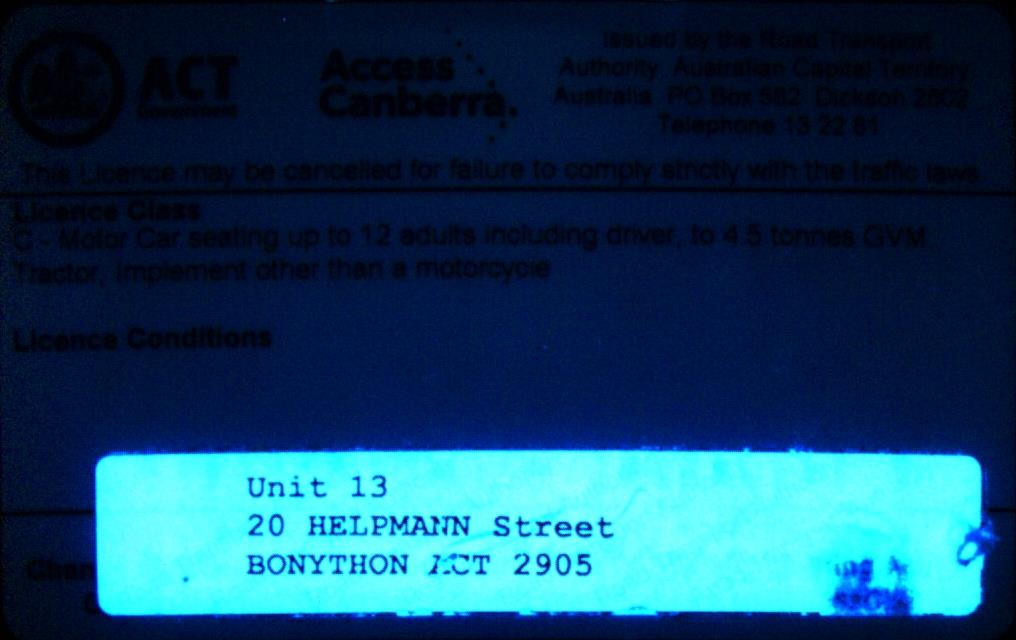 ACT
Government
Access
Canberra.
Issued by the Road Transport
Authority Australian Capital Territory
Australia PO Box 582 Dickson 2602
Telephone 13 22 81
This Licence may be cancelled for failure to comply strictly with the traffic laws
Licence Class
C - Motor Car seating up to 12 adults including driver, to 4.5 tonnes GVM
Tractor, implement other than a motorcycle
Licence Conditions
Unit 13
20 HELPMANN Street
BONYTHON ACT 2905